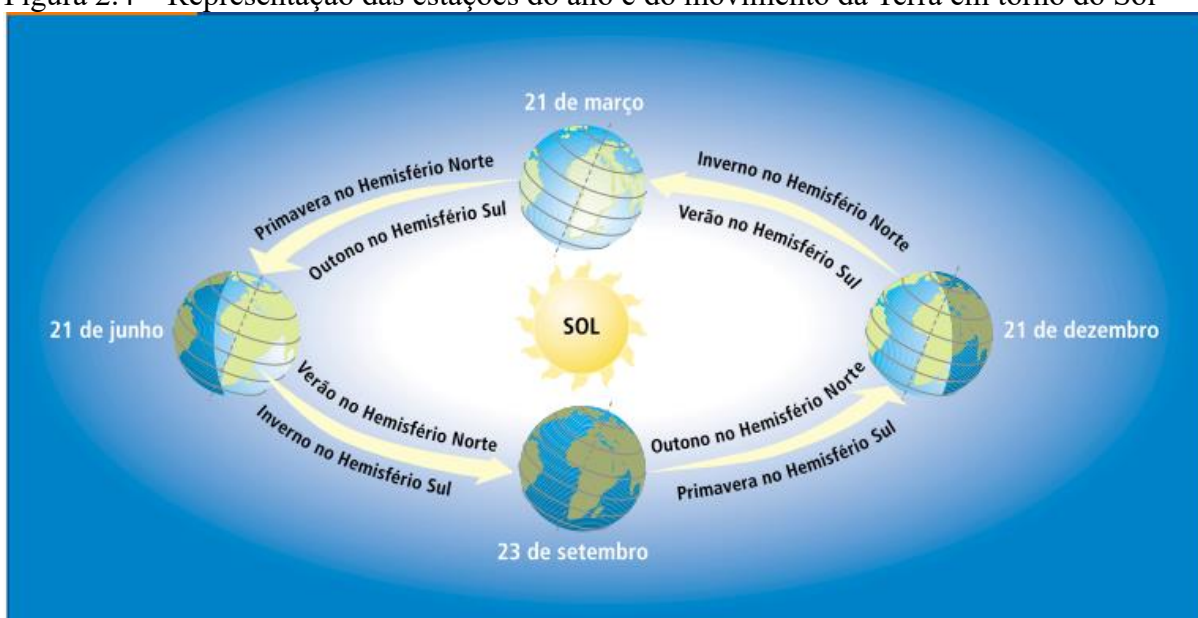 Figura 2.4 – Representação das estações do ano e do movimento da Terra em torno do Sol
21 de março
Primavera no Hemisfério Norte
Outono no Hemisfério Sul
Inverno no Hemisfério Norte
Verão no Hemisfério Sul
21 de junho
SOL
21 de dezembro
Verão no Hemisfério Norte
Inverno no Hemisfério Sul
Outono no Hemisfério Norte
Primavera no Hemisfério Sul
23 de setembro